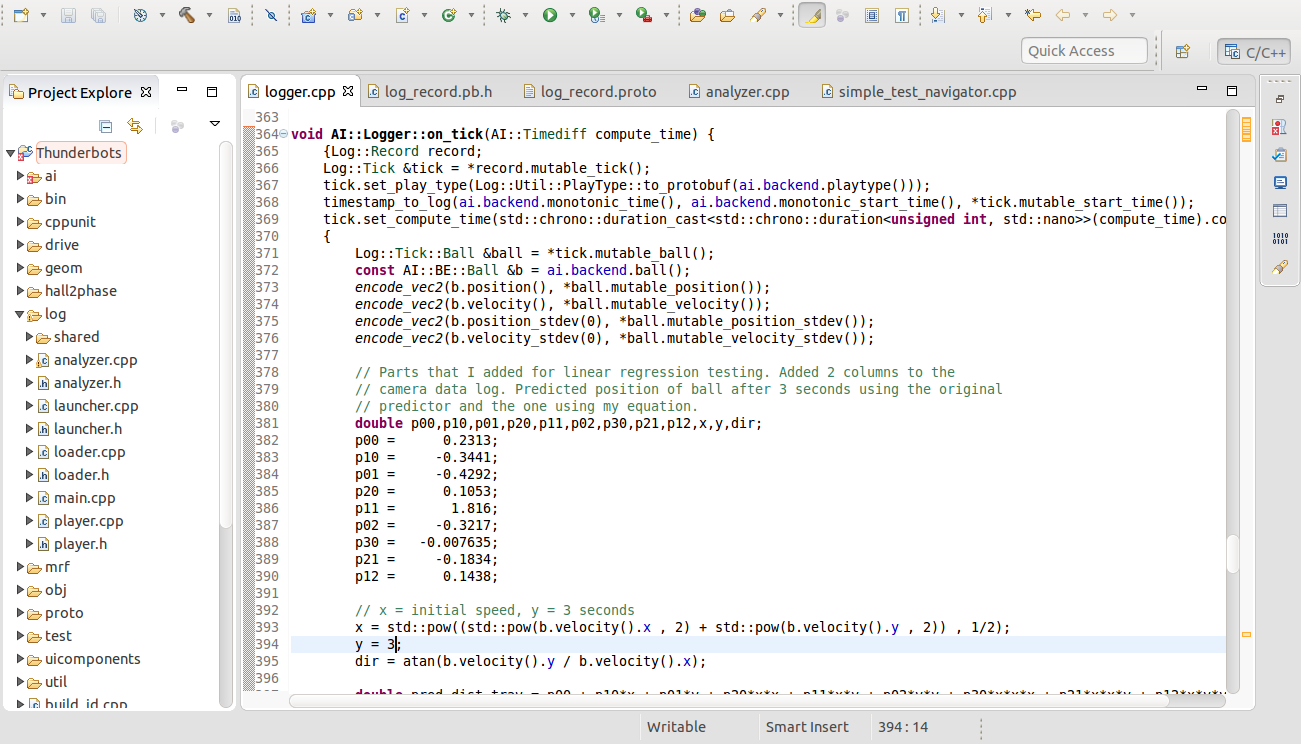 Quick Access
C/C++
Project Explore
logger.cpp
log_record.pb.h
log_record.proto
analyzer.cpp
simple_test_navigator.cpp
Thunderbots
ai
bin
cppunit
drive
geom
hall2phase
log
shared
analyzer.cpp
analyzer.h
launcher.cpp
launcher.h
loader.cpp
loader.h
main.cpp
player.cpp
player.h
mrf
obj
proto
test
uicomponents
util
build_id.cpp
363
364 void AI::Logger::on_tick(AI::Timediff compute_time) {
365     {Log::Record record;
366     Log::Tick &tick = *record.mutable_tick();
367     tick.set_play_type(Log::Util::PlayType::to_protobuf(ai.backend.playtype()));
368     timestamp_to_log(ai.backend.monotonic_time(), ai.backend.monotonic_start_time(), *tick.mutable_start_time());
369     tick.set_compute_time(std::chrono::duration_cast<std::chrono::duration<unsigned int, std::nano>>(compute_time).co
370     {
371         Log::Tick::Ball &ball = *tick.mutable_ball();
372         const AI::BE::Ball &b = ai.backend.ball();
373         encode_vec2(b.position(), *ball.mutable_position());
374         encode_vec2(b.velocity(), *ball.mutable_velocity());
375         encode_vec2(b.position_stdev(0), *ball.mutable_position_stdev());
376         encode_vec2(b.velocity_stdev(0), *ball.mutable_velocity_stdev());
377
378         // Parts that I added for linear regression testing. Added 2 columns to the
379         // camera data log. Predicted position of ball after 3 seconds using the original
380         // predictor and the one using my equation.
381         double p00,p10,p01,p20,p11,p02,p30,p21,p12,x,y,dir;
382         p00 =      0.2313;
383         p10 =     -0.3441;
384         p01 =     -0.4292;
385         p20 =      0.1053;
386         p11 =       1.816;
387         p02 =     -0.3217;
388         p30 =   -0.007635;
389         p21 =     -0.1834;
390         p12 =      0.1438;
391
392         // x = initial speed, y = 3 seconds
393         x = std::pow((std::pow(b.velocity().x , 2) + std::pow(b.velocity().y , 2)) , 1/2);
394         y = 3;
395         dir = atan(b.velocity().y / b.velocity().x);
396
Writable
Smart Insert
394 : 14